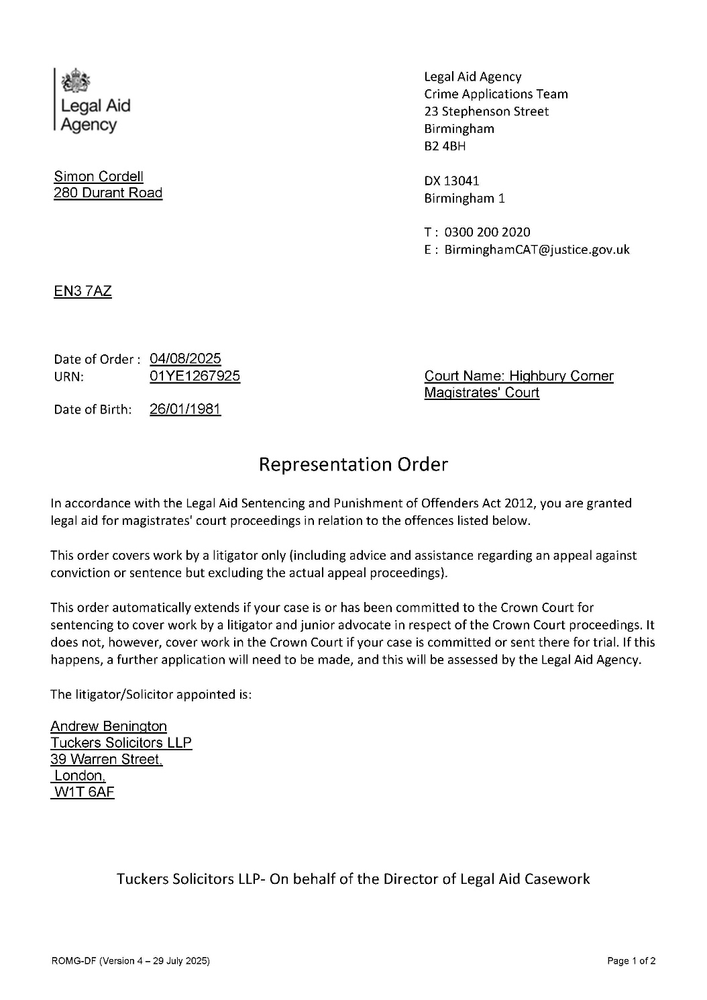 Legal Aid
Agency
Legal Aid Agency
Crime Applications Team
23 Stephenson Street
Birmingham
B2 4BH
DX 13041
Birmingham 1
T : 0300 200 2020
E : BirminghamCAT@justice.gov.uk
Simon Cordell
280 Durant Road
EN3 7AZ
Date of Order : 04/08/2025
URN: 01YE1267925
Date of Birth: 26/01/1981
Court Name: Highbury Corner
Magistrates' Court
Representation Order
In accordance with the Legal Aid Sentencing and Punishment of Offenders Act 2012, you are granted
legal aid for magistrates' court proceedings in relation to the offences listed below.
This order covers work by a litigator only (including advice and assistance regarding an appeal against
conviction or sentence but excluding the actual appeal proceedings).
This order automatically extends if your case is or has been committed to the Crown Court for
sentencing to cover work by a litigator and junior advocate in respect of the Crown Court proceedings. It
does not, however, cover work in the Crown Court if your case is committed or sent there for trial. If this
happens, a further application will need to be made, and this will be assessed by the Legal Aid Agency.
The litigator/Solicitor appointed is:
Andrew Benington
Tuckers Solicitors LLP
39 Warren Street,
London,
W1T 6AF
Tuckers Solicitors LLP- On behalf of the Director of Legal Aid Casework
ROMG-DF (Version 4 – 29 July 2025)
Page 1 of 2